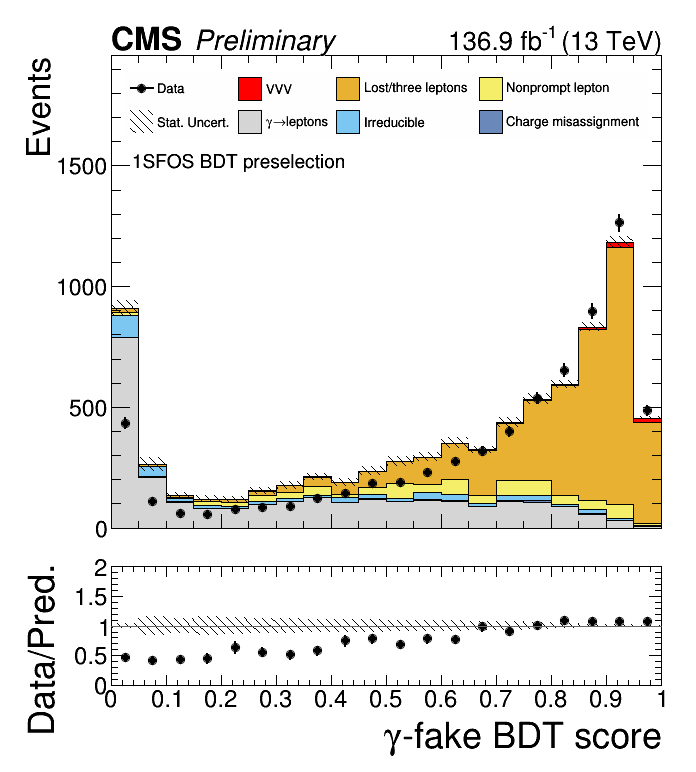 CMS Preliminary 136.9 fb⁻¹ (13 TeV)
Events
Data VVV Lost/three leptons Nonprompt lepton
Stat. Uncert. γ→leptons Irreducible Charge misassignment
1SFOS BDT preselection
1500
1000
500
0
Data/Pred.
2
1.5
1
0.5
0
0 0.1 0.2 0.3 0.4 0.5 0.6 0.7 0.8 0.9 1
γ-fake BDT score